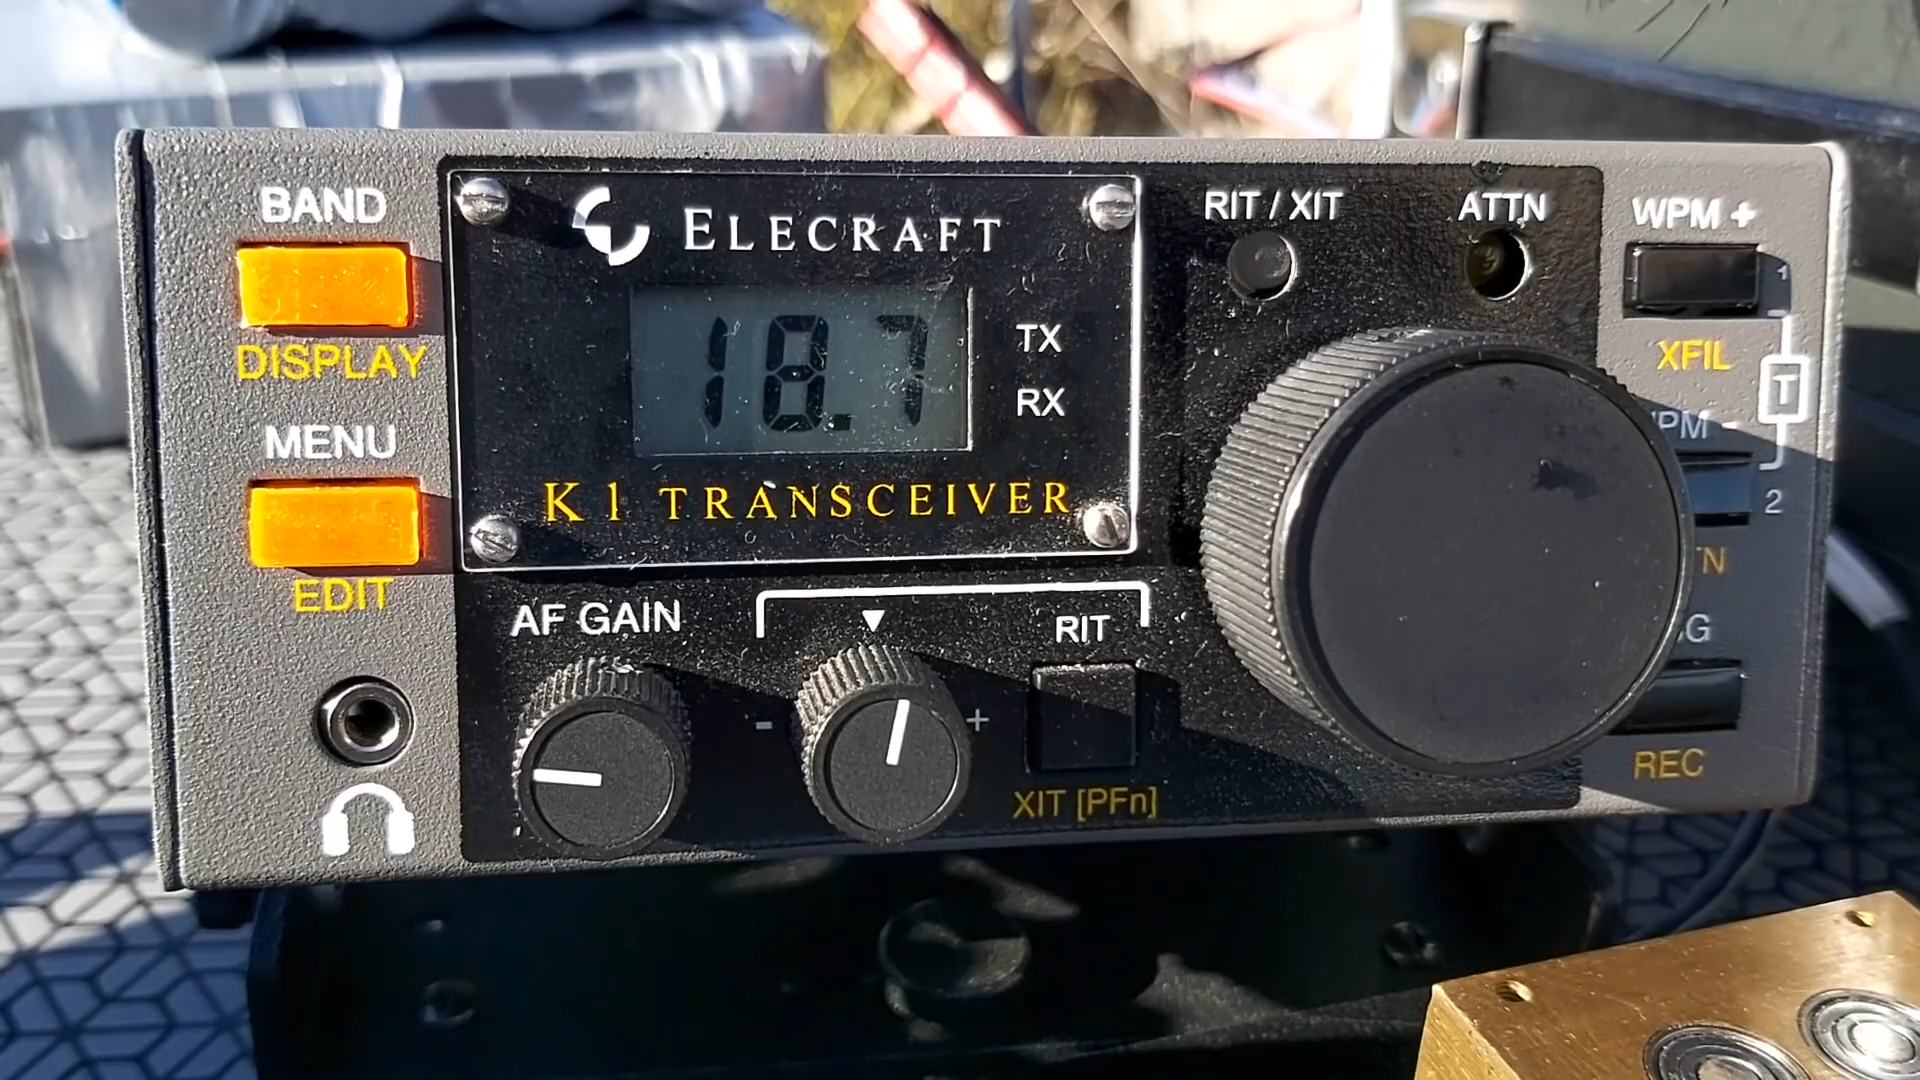 BAND
DISPLAY
MENU
EDIT
ELECRAFT
18.7
TX
RX
K1 TRANSCEIVER
AF GAIN
RIT
- +
XIT [PFn]
RIT / XIT
ATTN
WPM +
1
XFIL
T
2
REC